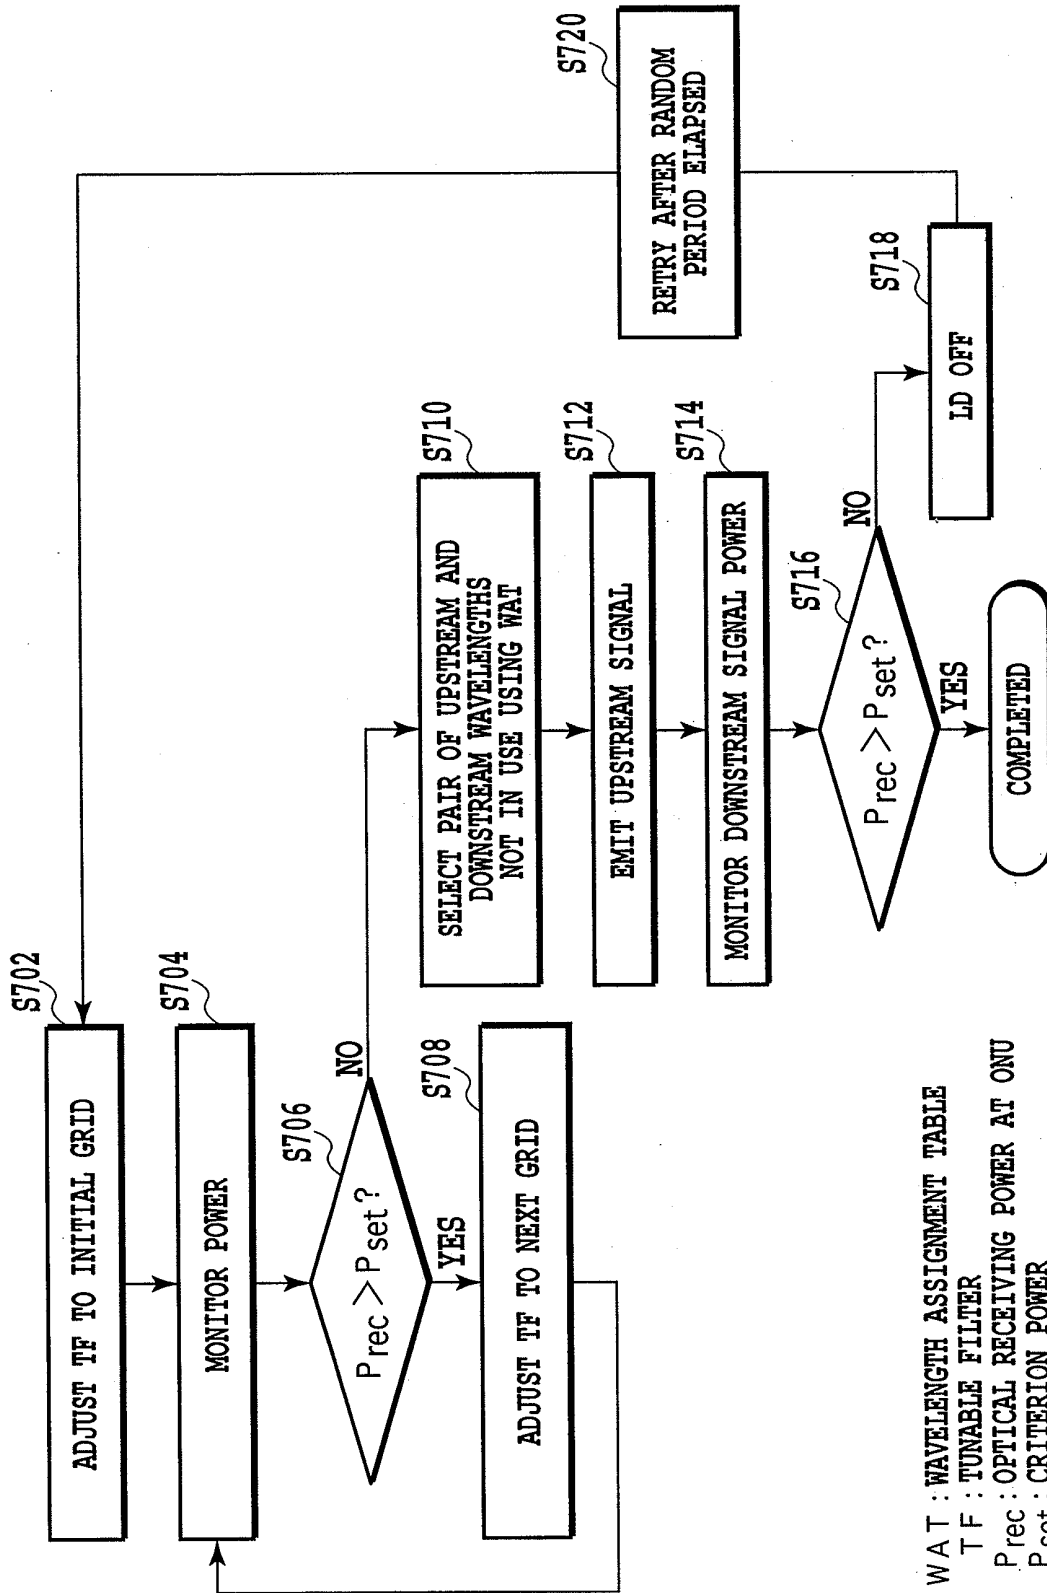 S702
ADJUST TF TO INITIAL GRID
S704
MONITOR POWER
S706
Prec > Pset?
NO
YES
S708
ADJUST TF TO NEXT GRID
S710
SELECT PAIR OF UPSTREAM AND
DOWNSTREAM WAVELENGTHS
NOT IN USE USING WAT
S712
EMIT UPSTREAM SIGNAL
S714
MONITOR DOWNSTREAM SIGNAL POWER
S716
Prec > Pset?
NO
YES
COMPLETED
S718
LD OFF
S720
RETRY AFTER RANDOM
PERIOD ELAPSED
WAT : WAVELENGTH ASSIGNMENT TABLE
TF : TUNABLE FILTER
Prec : OPTICAL RECEIVING POWER AT ONU
Pset : CRITERION POWER